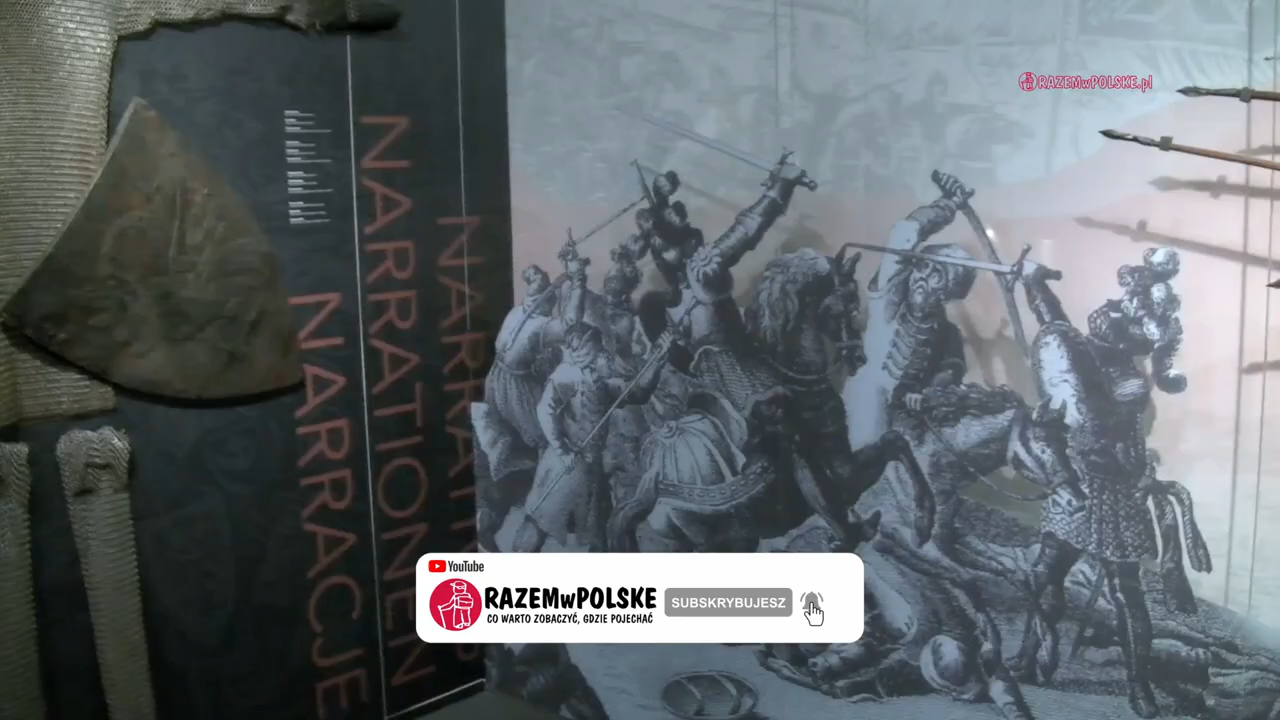 RAZEMwPOLSKE.pl
NARRATIONEN
NARRACJE
YouTube
RAZEMwPOLSKE
CO WARTO ZOBACZYĆ, GDZIE POJECHAĆ
SUBSKRYBUJESZ